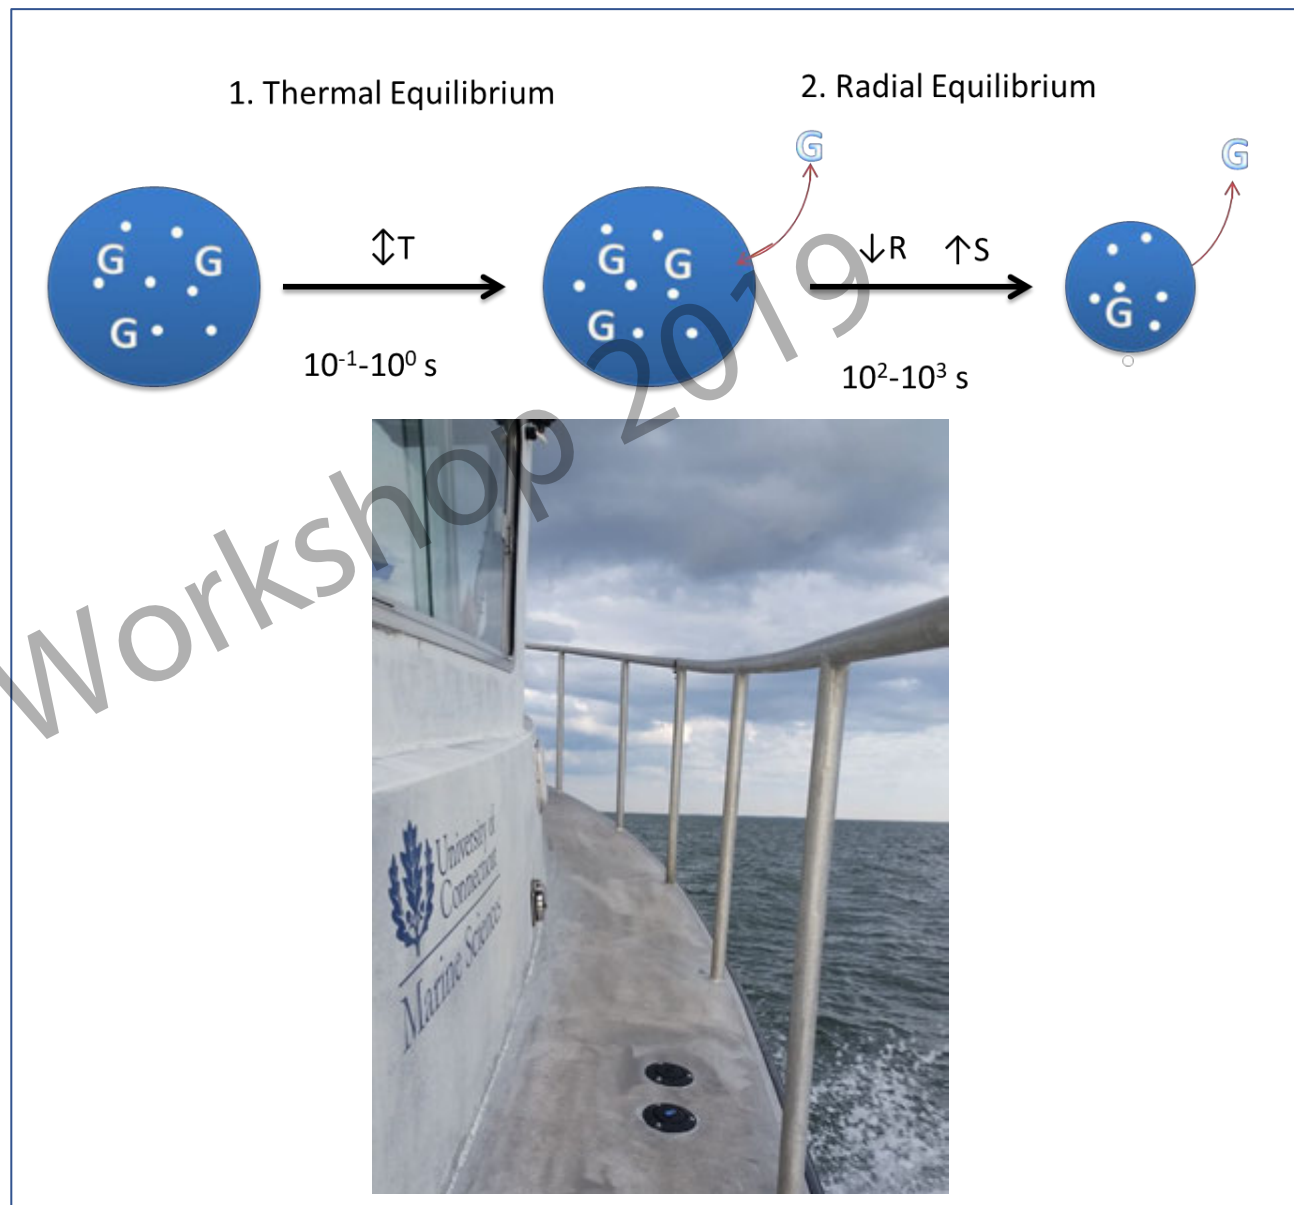 1. Thermal Equilibrium
2. Radial Equilibrium
G
G
G
G
G
↕T
G
G
G
↓R ↑S
G
10⁻¹-10⁰ s
10²-10³ s
Workshop 2019
University of
Connecticut
Marine Sciences